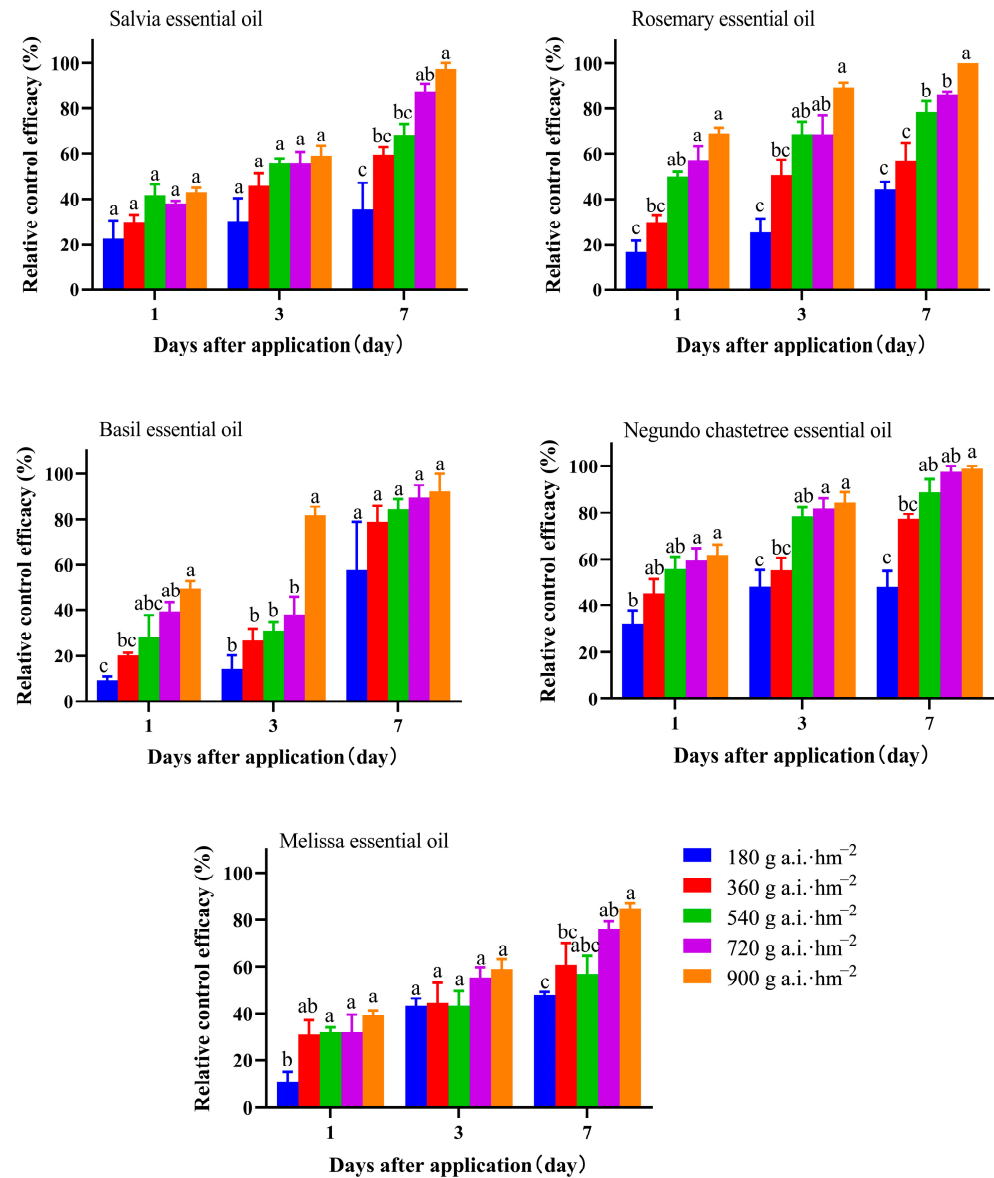 Salvia essential oil
Relative control efficacy (%)
100
80
60
40
20
0
a a a a a
a a a a a
c bc bc ab a
1 3 7
Days after application(day)
Rosemary essential oil
Relative control efficacy (%)
100
80
60
40
20
0
c bc ab a a
c bc ab ab a
c c b b a
1 3 7
Days after application(day)
Basil essential oil
Relative control efficacy (%)
100
80
60
40
20
0
c bc abc ab a
b b b b a
a a a a a
1 3 7
Days after application(day)
Negundo chastetree essential oil
Relative control efficacy (%)
100
80
60
40
20
0
b ab ab a a
c bc ab a a
c bc ab ab a
1 3 7
Days after application(day)
Melissa essential oil
Relative control efficacy (%)
100
80
60
40
20
0
b ab a a a
a a a a a
c bc abc ab a
1 3 7
Days after application(day)
180 g a.i.·hm⁻²
360 g a.i.·hm⁻²
540 g a.i.·hm⁻²
720 g a.i.·hm⁻²
900 g a.i.·hm⁻²